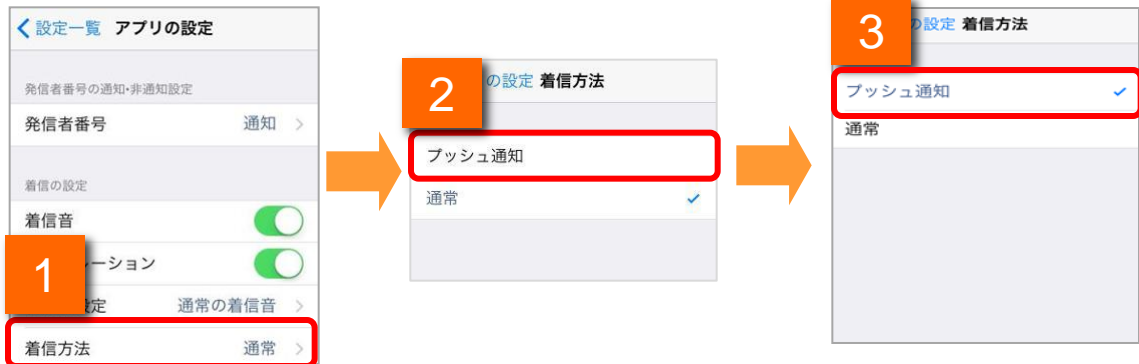 設定一覧 アプリの設定
発信者番号の通知・非通知設定
発信者番号 通知
着信の設定
着信音
ーション
定 通常の着信音
着信方法 通常
1
2
の設定 着信方法
プッシュ通知
通常
3
の設定 着信方法
プッシュ通知
通常